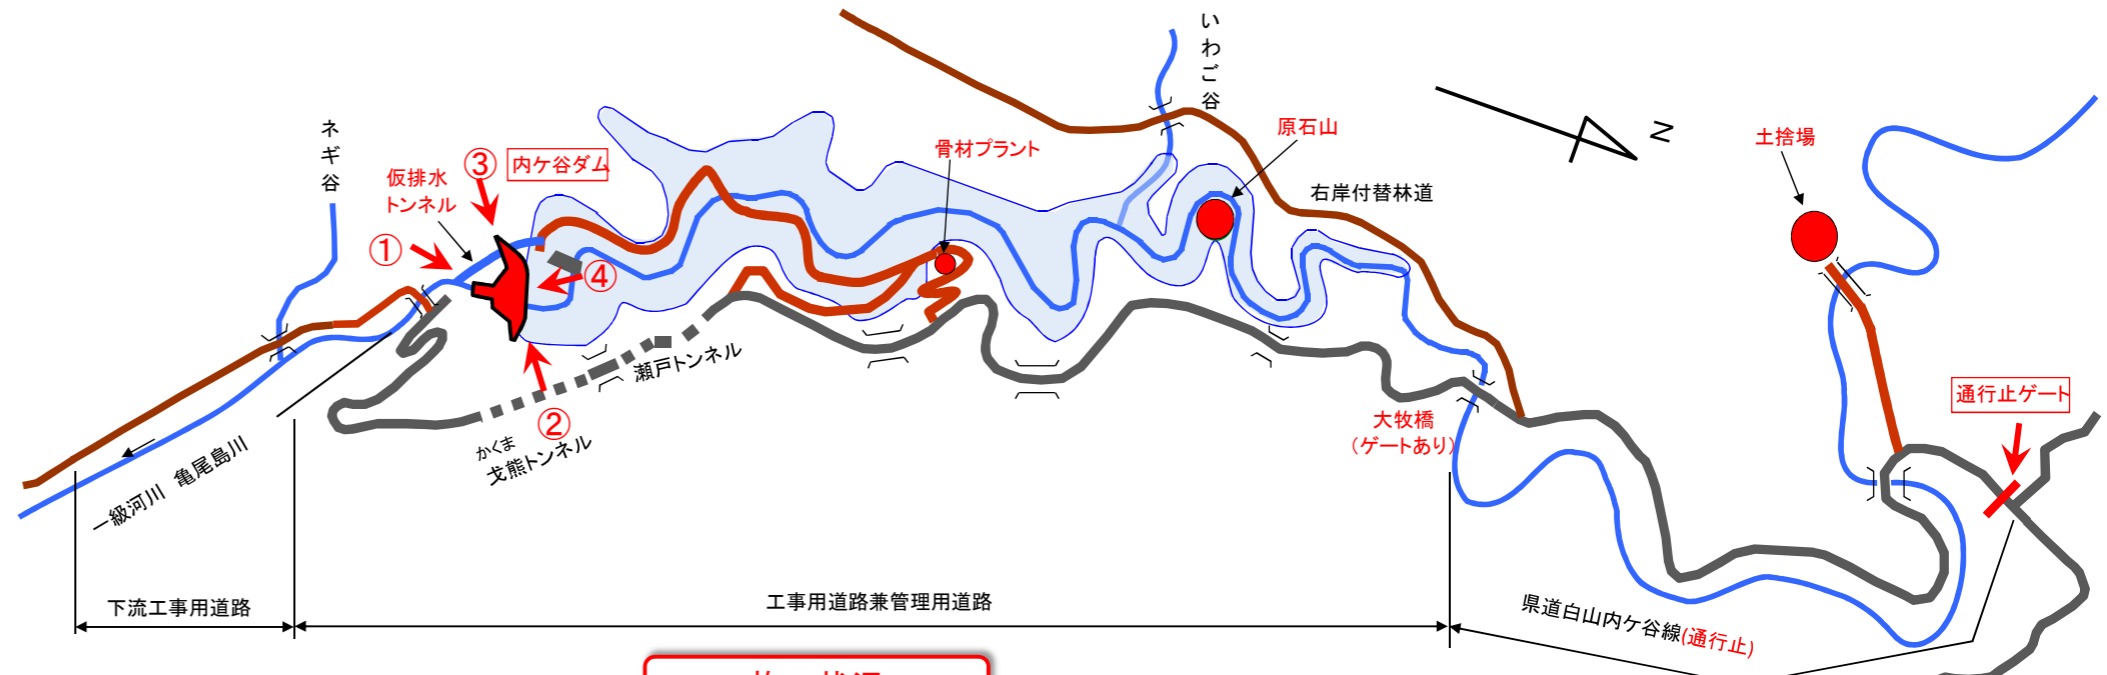 いわご谷
N
原石山
土捨場
ネギ谷
骨材プラント
③
内ケ谷ダム
仮排水
トンネル
右岸付替林道
①
④
瀬戸トンネル
通行止ゲート
②
大牧橋
（ゲートあり）
かくま
戈熊トンネル
一級河川 亀尾島川
下流工事用道路
工事用道路兼管理用道路
県道白山内ケ谷線(通行止)